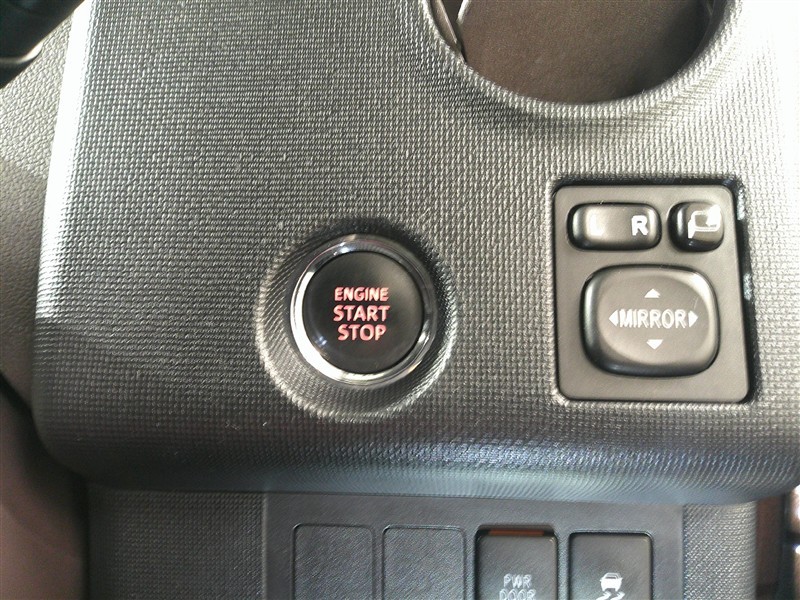 L R
ENGINE
START
STOP
MIRROR
PWR
DOOR